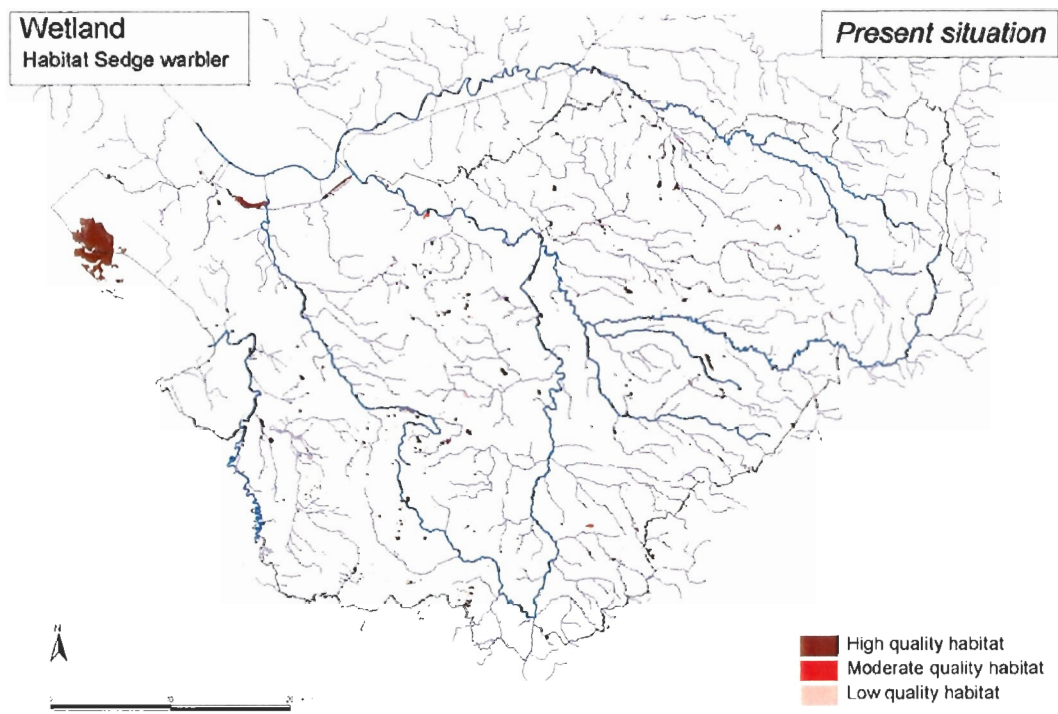 Wetland
Habitat Sedge warbler
Present situation
N
High quality habitat
Moderate quality habitat
Low quality habitat